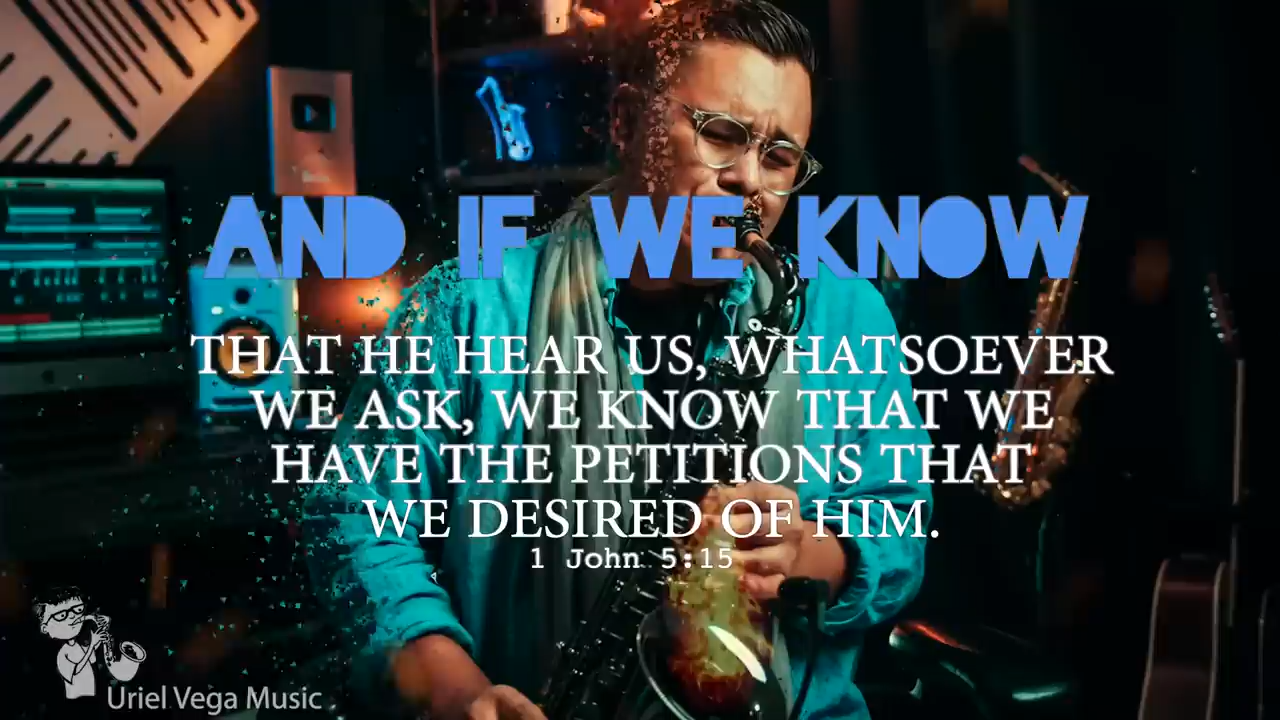 AND IF WE KNOW
THAT HE HEAR US, WHATSOEVER
WE ASK, WE KNOW THAT WE
HAVE THE PETITIONS THAT
WE DESIRED OF HIM.
1 John 5:15
Uriel Vega Music